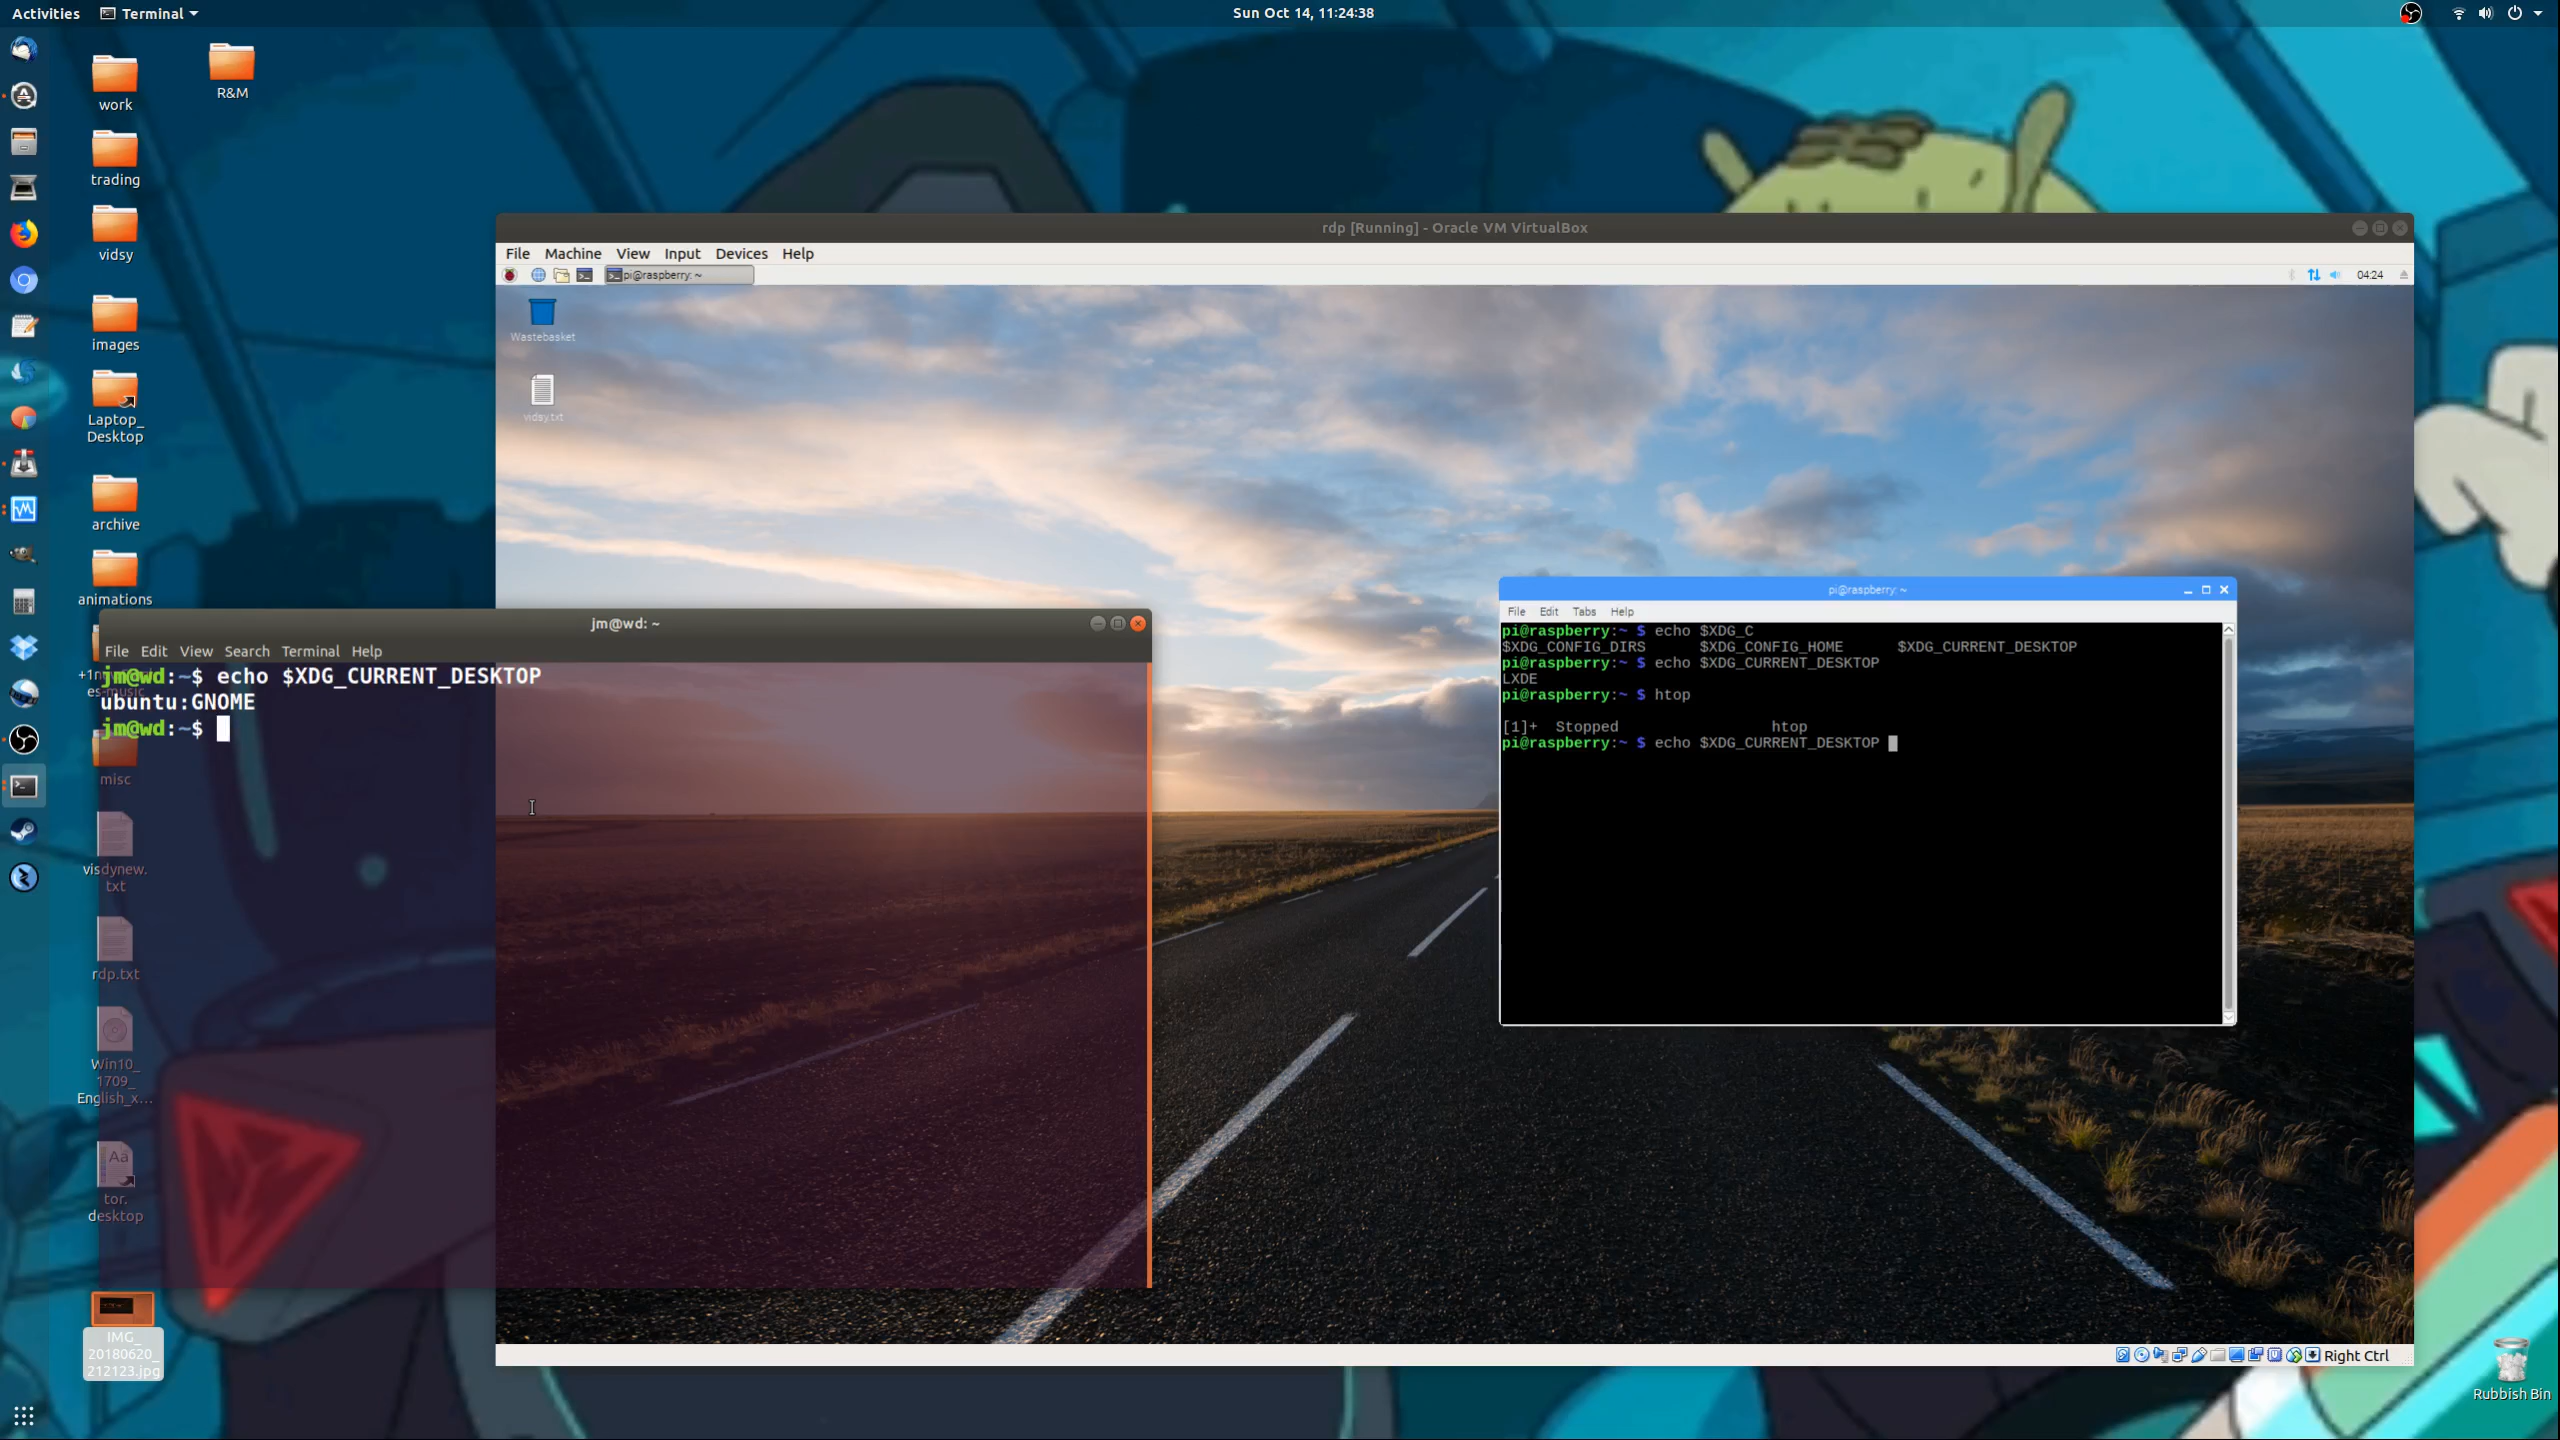 Activities Terminal Sun Oct 14, 11:24:38
work
R&M
trading
vidsy
images
Laptop_
Desktop
archive
animations
misc
visdynew.
txt
rdp.txt
Win10_
1709_
English_x...
tor.
desktop
IMG_
20180620_
212123.jpg
rdp [Running] - Oracle VM VirtualBox
File Machine View Input Devices Help
pi@raspberry: ~ 04:24
Wastebasket
vidsy.txt
jm@wd: ~
File Edit View Search Terminal Help
jm@wd:~$ echo $XDG_CURRENT_DESKTOP
ubuntu:GNOME
jm@wd:~$
pi@raspberry: ~
File Edit Tabs Help
pi@raspberry:~ $ echo $XDG_C
$XDG_CONFIG_DIRS $XDG_CONFIG_HOME $XDG_CURRENT_DESKTOP
pi@raspberry:~ $ echo $XDG_CURRENT_DESKTOP
LXDE
pi@raspberry:~ $ htop
[1]+ Stopped htop
pi@raspberry:~ $ echo $XDG_CURRENT_DESKTOP
Right Ctrl
Rubbish Bin